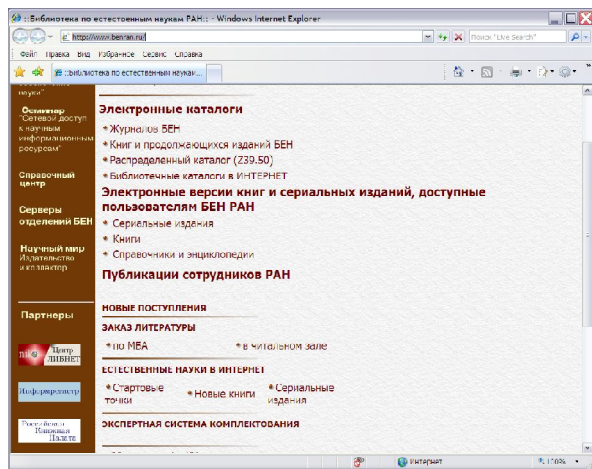 ::Библиотека по естественным наукам РАН:: - Windows Internet Explorer
http://www.benran.ru/
Поиск "Live Search"
Файл Правка Вид Избранное Сервис Справка
::Библиотека по естественным наукам...
науки"
Семинар
"Сетевой доступ
к научным
информационным
ресурсам"
Справочный
центр
Серверы
отделений БЕН
Научный мир
Издательство
и коллектор
Партнеры
Центр
ЛИБНЕТ
Информрегистр
Российская
Книжная
Палата
Электронные каталоги
Журналов БЕН
Книг и продолжающихся изданий БЕН
Распределенный каталог (Z39.50)
Библиотечные каталоги в ИНТЕРНЕТ
Электронные версии книг и сериальных изданий, доступные
пользователям БЕН РАН
Сериальные издания
Книги
Справочники и энциклопедии
Публикации сотрудников РАН
НОВЫЕ ПОСТУПЛЕНИЯ
ЗАКАЗ ЛИТЕРАТУРЫ
по МБА в читальном зале
ЕСТЕСТВЕННЫЕ НАУКИ В ИНТЕРНЕТ
Стартовые
точки
Новые книги
Сериальные
издания
ЭКСПЕРТНАЯ СИСТЕМА КОМПЛЕКТОВАНИЯ
Интернет
100%